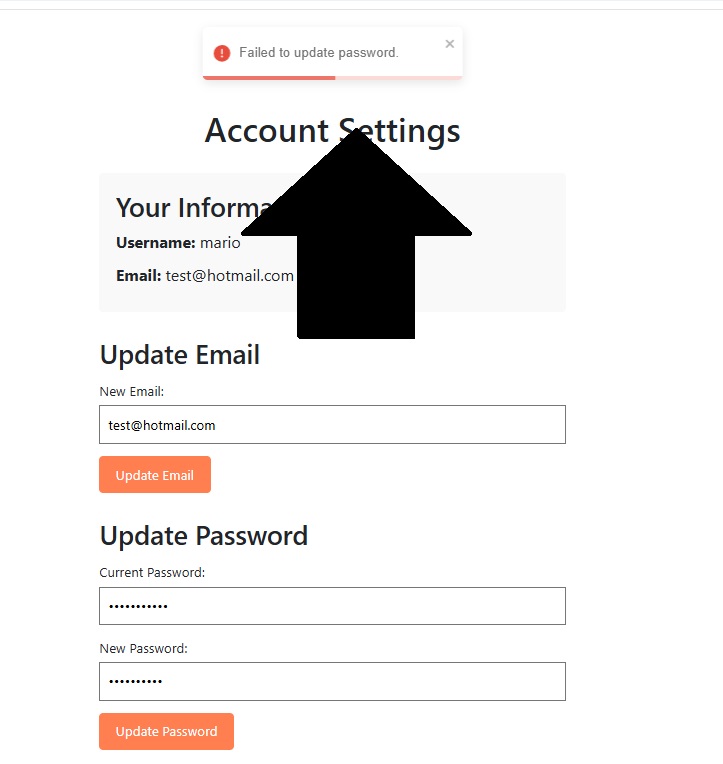 Failed to update password.
Account Settings
Your Informa
Username: mario
Email: test@hotmail.com
Update Email
New Email:
test@hotmail.com
Update Email
Update Password
Current Password:
•••••••••••
New Password:
••••••••••
Update Password